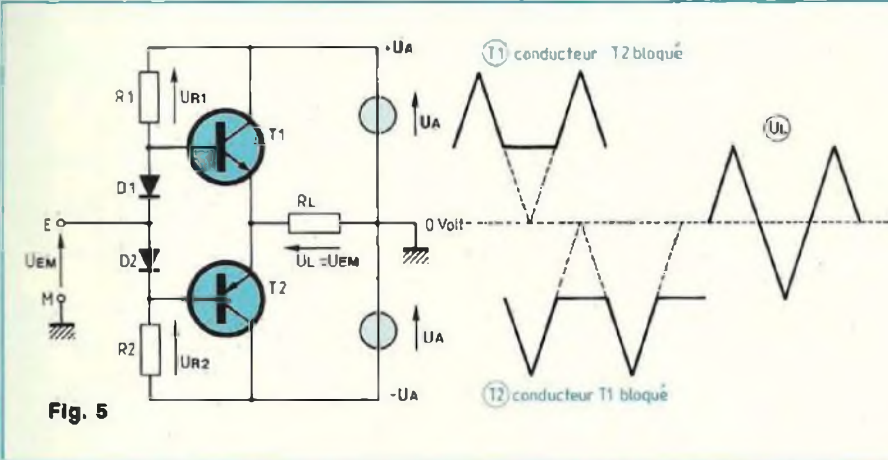 +UA
T1 conducteur T2 bloqué
R1
UR1
T1
UA
UL
D1
RL
E
0 Volt
UL = UEM
UEM
D2
T2
M
R2
UR2
UA
-UA
T2 conducteur T1 bloqué
Fig. 5